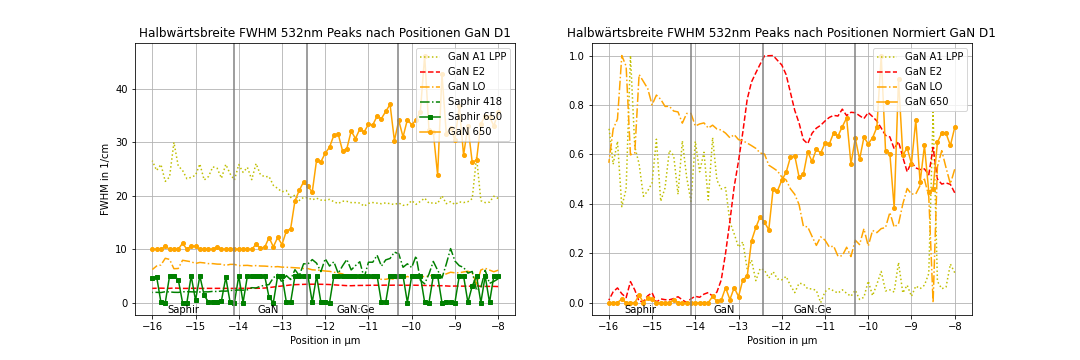 Halbwärtsbreite FWHM 532nm Peaks nach Positionen GaN D1
FWHM in 1/cm
40
30
20
10
0
GaN A1 LPP
GaN E2
GaN LO
Saphir 418
Saphir 650
GaN 650
Saphir GaN GaN:Ge
−16 −15 −14 −13 −12 −11 −10 −9 −8
Position in µm
Halbwärtsbreite FWHM 532nm Peaks nach Positionen Normiert GaN D1
1.0
0.8
0.6
0.4
0.2
0.0
GaN A1 LPP
GaN E2
GaN LO
GaN 650
Saphir GaN GaN:Ge
−16 −15 −14 −13 −12 −11 −10 −9 −8
Position in µm